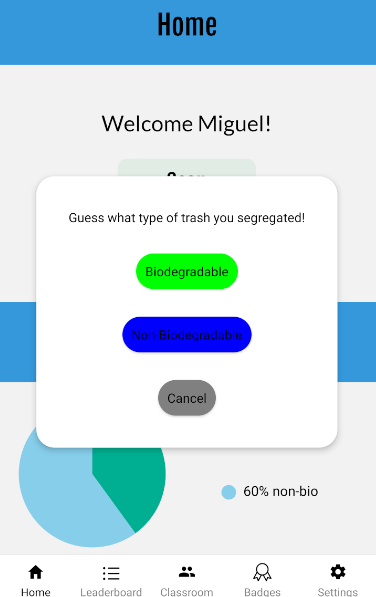 Home
Welcome Miguel!
Guess what type of trash you segregated!
Biodegradable
Non Biodegradable
Cancel
60% non-bio
Home
Leaderboard
Classroom
Badges
Settings